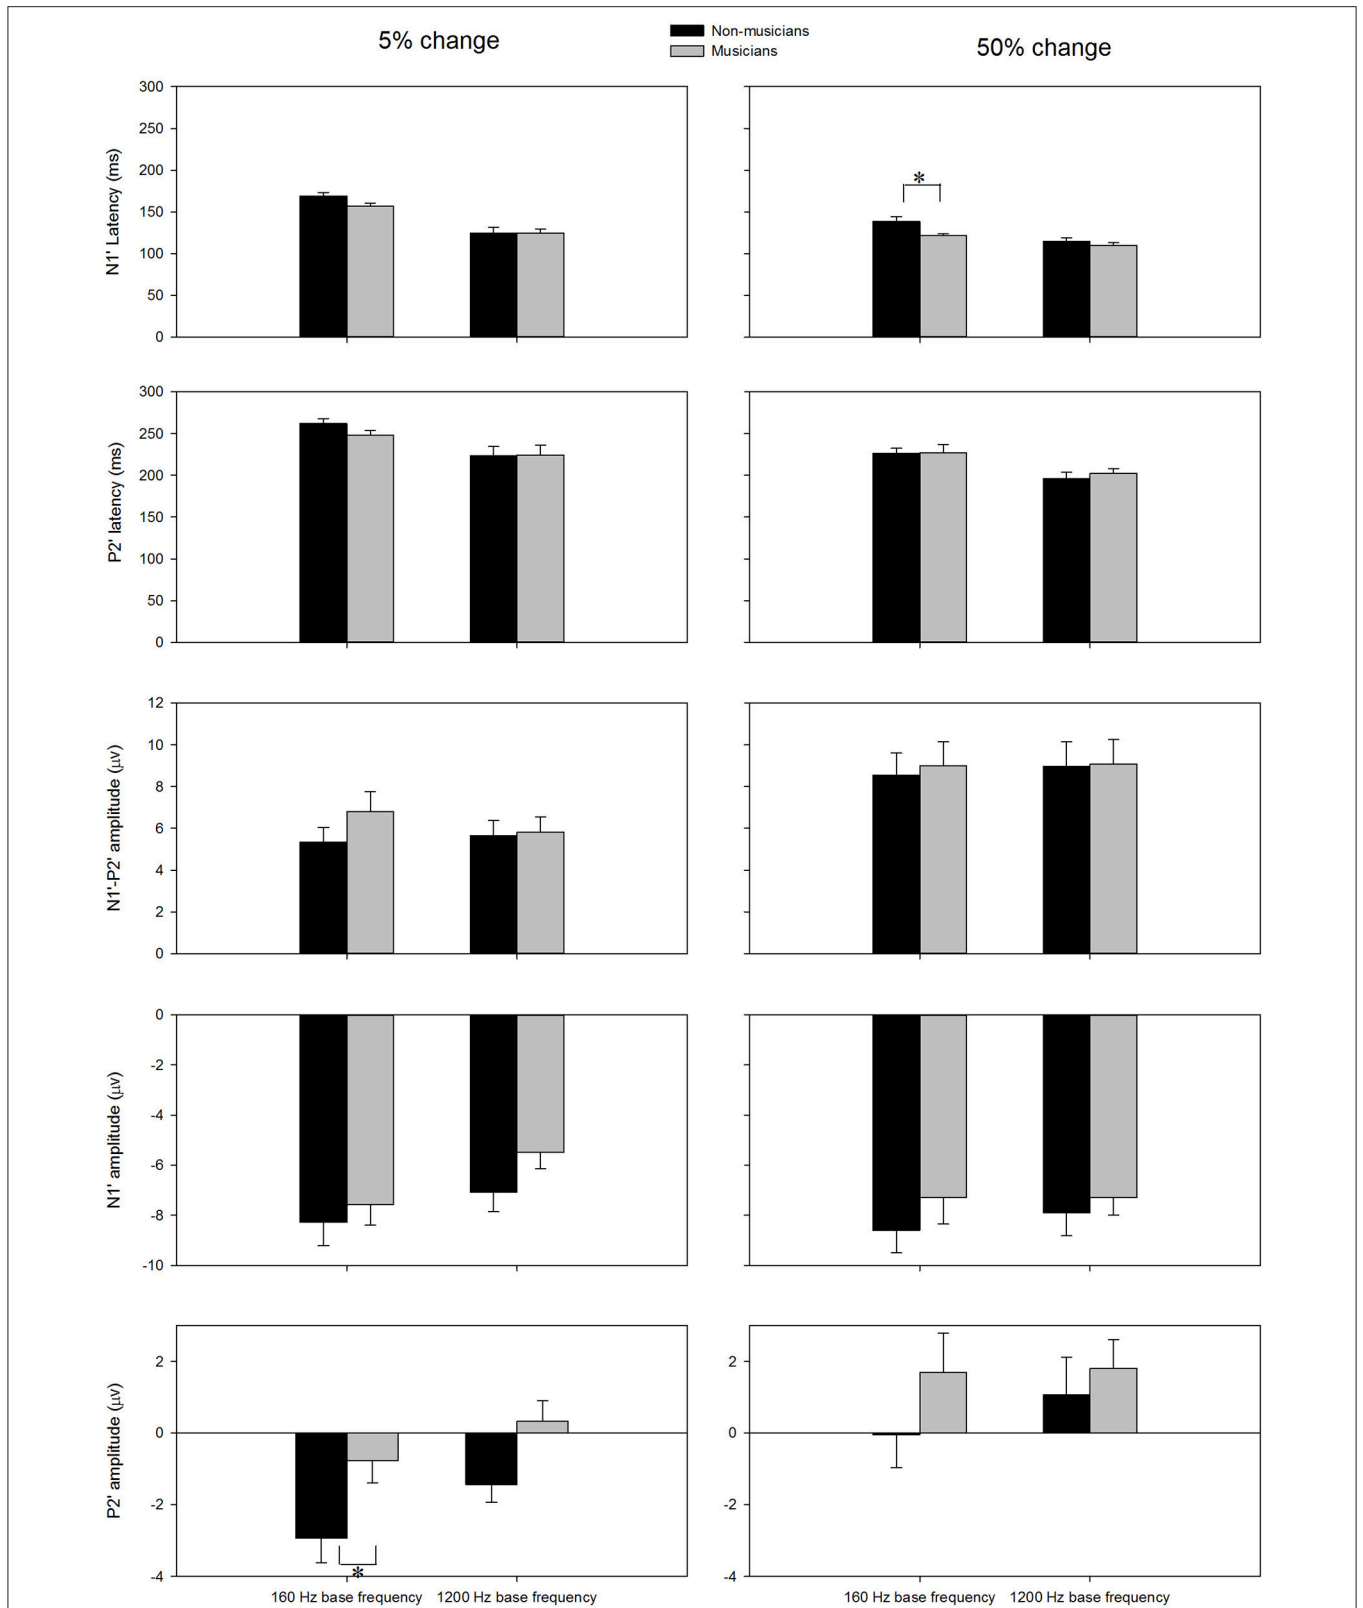 5% change
Non-musicians
Musicians
50% change
N1' Latency (ms)
300
250
200
150
100
50
0
*
P2' latency (ms)
300
250
200
150
100
50
0
N1'-P2' amplitude (μv)
12
10
8
6
4
2
0
N1' amplitude (μv)
0
-2
-4
-6
-8
-10
P2' amplitude (μv)
2
0
-2
-4
*
2
0
-2
-4
160 Hz base frequency
1200 Hz base frequency
160 Hz base frequency
1200 Hz base frequency